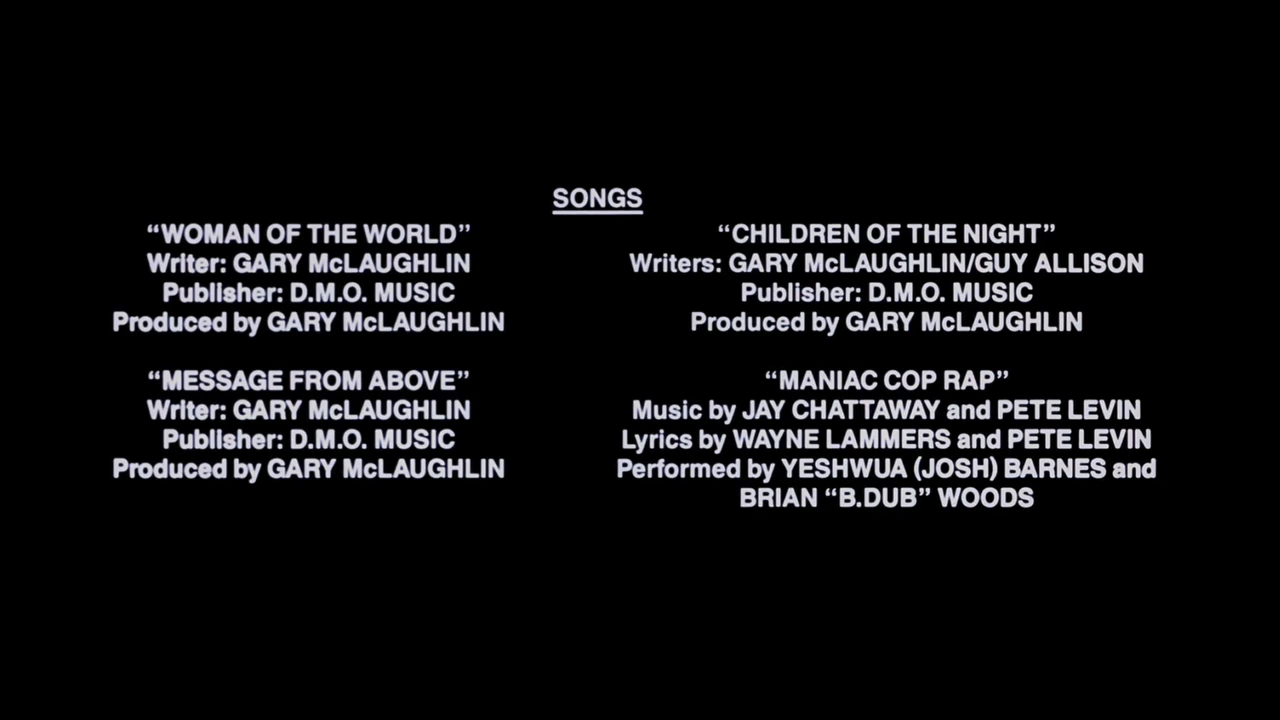 SONGS
“WOMAN OF THE WORLD”
Writer: GARY McLAUGHLIN
Publisher: D.M.O. MUSIC
Produced by GARY McLAUGHLIN
“MESSAGE FROM ABOVE”
Writer: GARY McLAUGHLIN
Publisher: D.M.O. MUSIC
Produced by GARY McLAUGHLIN
“CHILDREN OF THE NIGHT”
Writers: GARY McLAUGHLIN/GUY ALLISON
Publisher: D.M.O. MUSIC
Produced by GARY McLAUGHLIN
“MANIAC COP RAP”
Music by JAY CHATTAWAY and PETE LEVIN
Lyrics by WAYNE LAMMERS and PETE LEVIN
Performed by YESHWUA (JOSH) BARNES and
BRIAN “B.DUB” WOODS